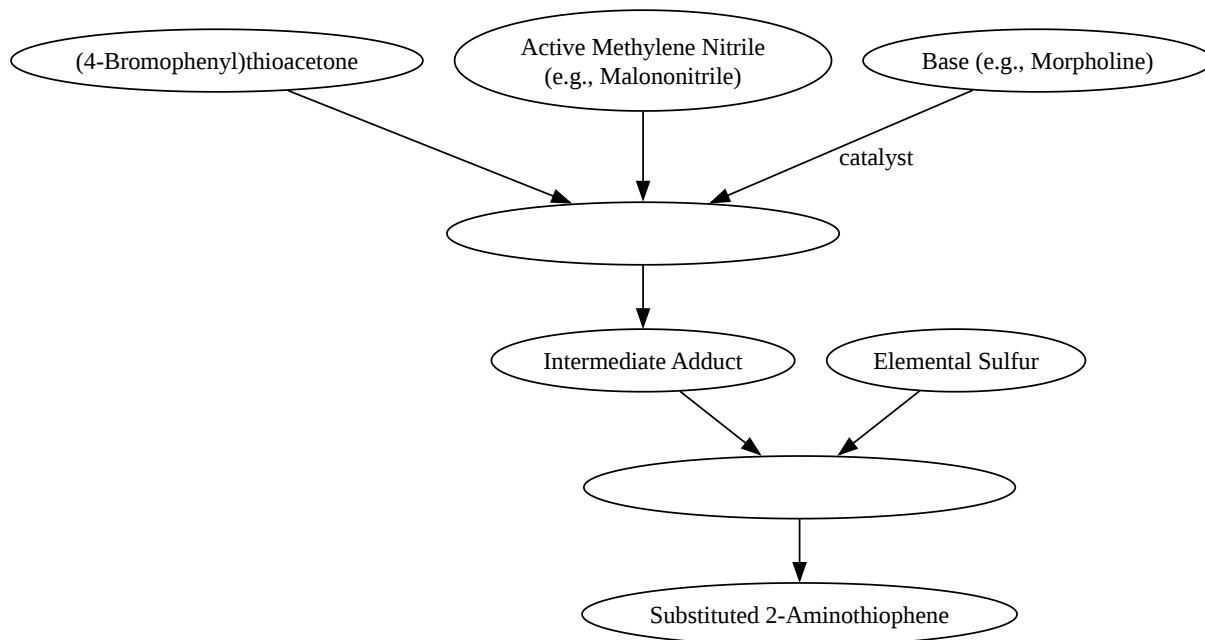 (4-Bromophenyl)thioacetone
Active Methylene Nitrile
(e.g., Malononitrile)
Base (e.g., Morpholine)
catalyst
Intermediate Adduct
Elemental Sulfur
Substituted 2-Aminothiophene